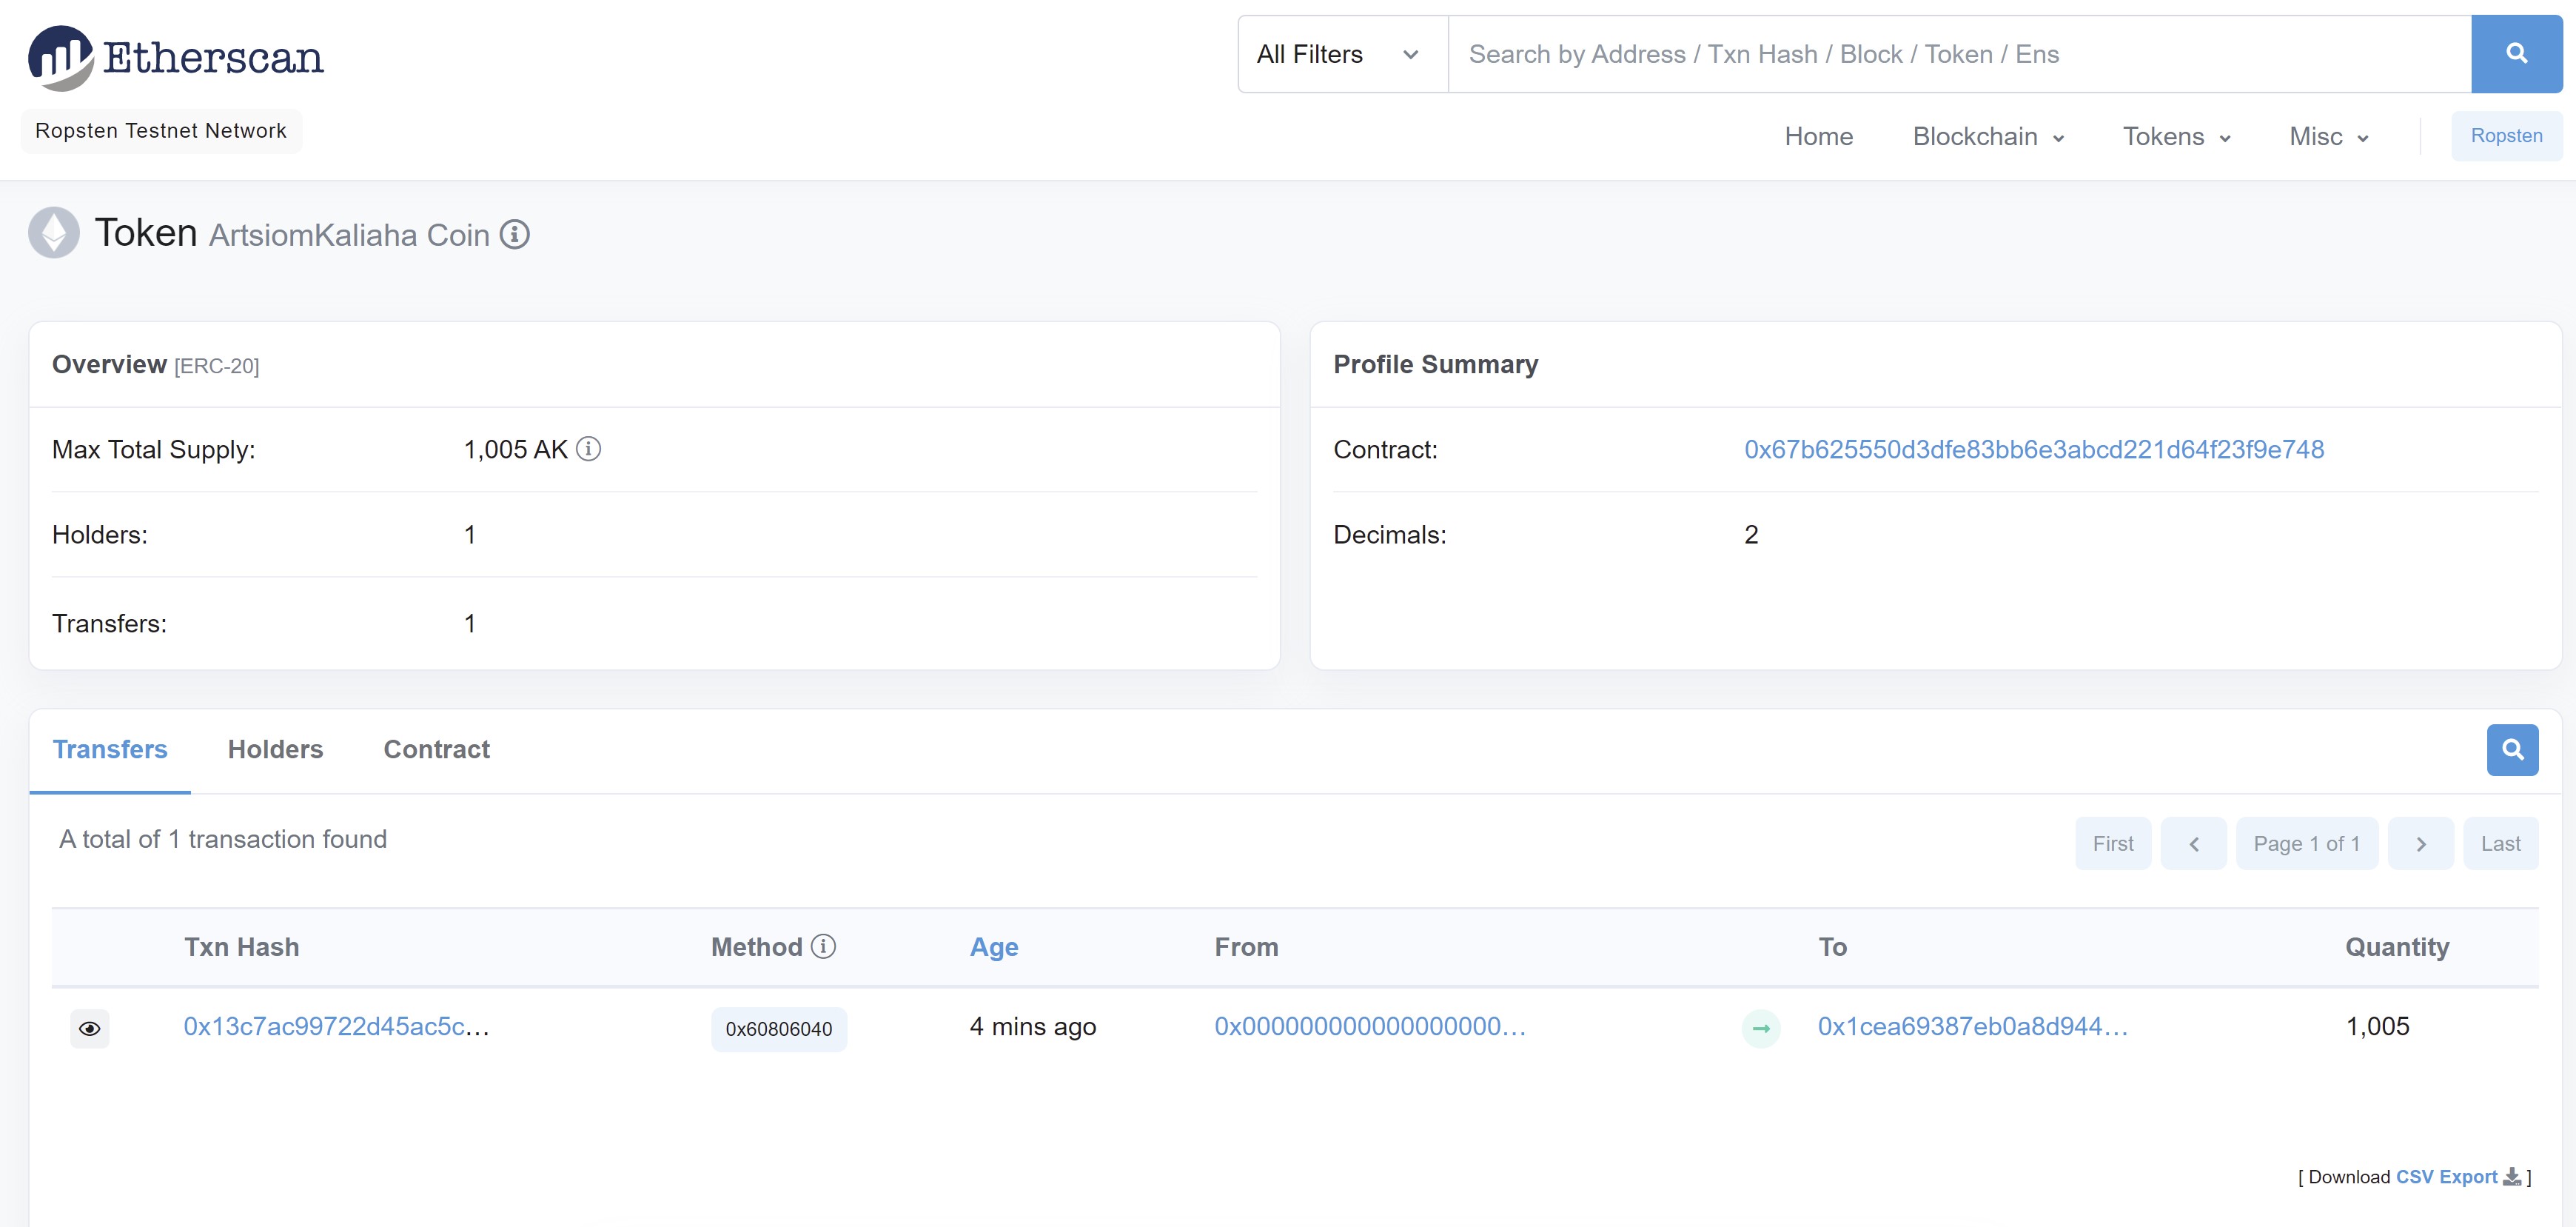 Etherscan
All Filters
Search by Address / Txn Hash / Block / Token / Ens
Ropsten Testnet Network
Home Blockchain Tokens Misc Ropsten
Token ArtsiomKaliaha Coin
Overview [ERC-20]
Max Total Supply: 1,005 AK
Holders: 1
Transfers: 1
Profile Summary
Contract: 0x67b625550d3dfe83bb6e3abcd221d64f23f9e748
Decimals: 2
Transfers Holders Contract
A total of 1 transaction found
First Page 1 of 1 Last
Txn Hash Method Age From To Quantity
0x13c7ac99722d45ac5c... 0x60806040 4 mins ago 0x000000000000000000... 0x1cea69387eb0a8d944... 1,005
[ Download CSV Export ]